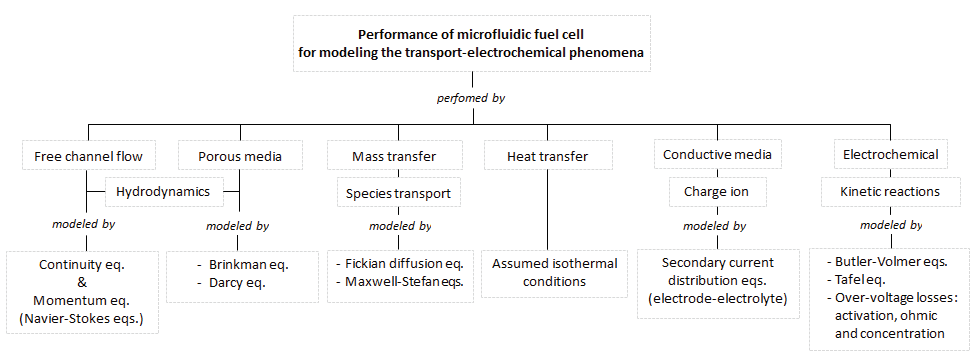 Performance of microfluidic fuel cell
for modeling the transport-electrochemical phenomena
perfomed by
Free channel flow
Porous media
Mass transfer
Heat transfer
Conductive media
Electrochemical
Hydrodynamics
Species transport
Charge ion
Kinetic reactions
modeled by
modeled by
modeled by
modeled by
modeled by
Continuity eq.
&
Momentum eq.
(Navier-Stokes eqs.)
- Brinkman eq.
- Darcy eq.
- Fickian diffusion eq.
- Maxwell-Stefan eqs.
Assumed isothermal
conditions
Secondary current
distribution eqs.
(electrode-electrolyte)
- Butler-Volmer eqs.
- Tafel eq.
- Over-voltage losses:
activation, ohmic
and concentration